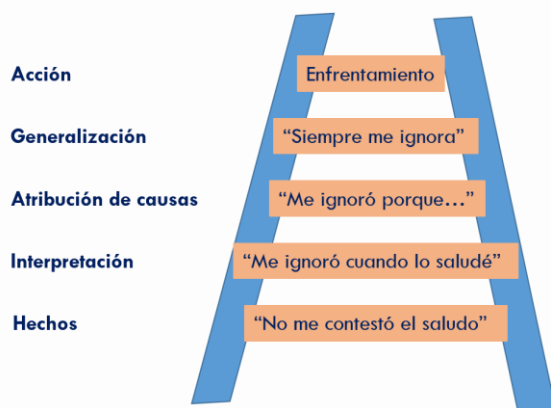 Acción
Enfrentamiento
Generalización
“Siempre me ignora”
Atribución de causas
“Me ignoró porque…”
Interpretación
“Me ignoró cuando lo saludé”
Hechos
“No me contestó el saludo”